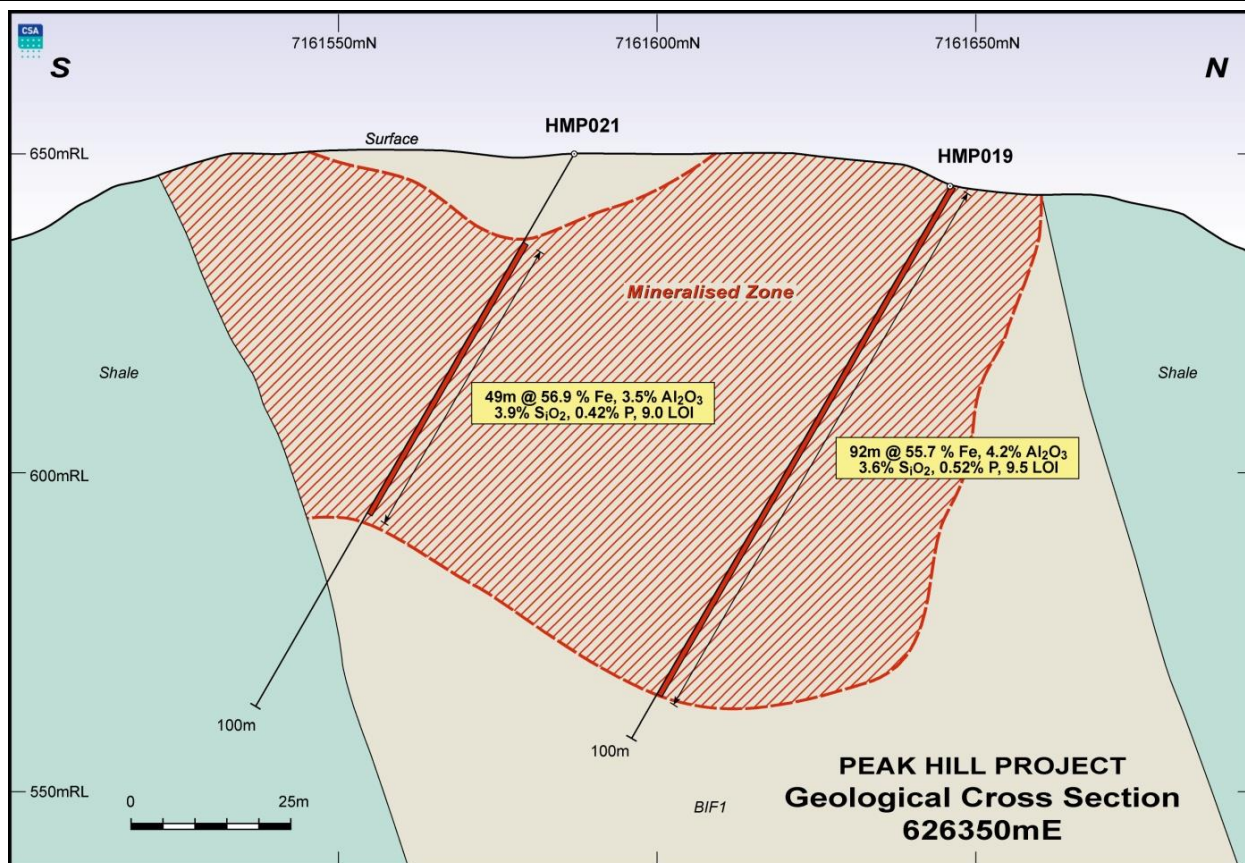 CSA
7161550mN
7161600mN
7161650mN
S
N
HMP021
Surface
650mRL
HMP019
Mineralised Zone
Shale
Shale
49m @ 56.9 % Fe, 3.5% Al₂O₃
3.9% SiO₂, 0.42% P, 9.0 LOI
92m @ 55.7 % Fe, 4.2% Al₂O₃
3.6% SiO₂, 0.52% P, 9.5 LOI
600mRL
100m
100m
PEAK HILL PROJECT
Geological Cross Section
626350mE
550mRL
0
25m
BIF1